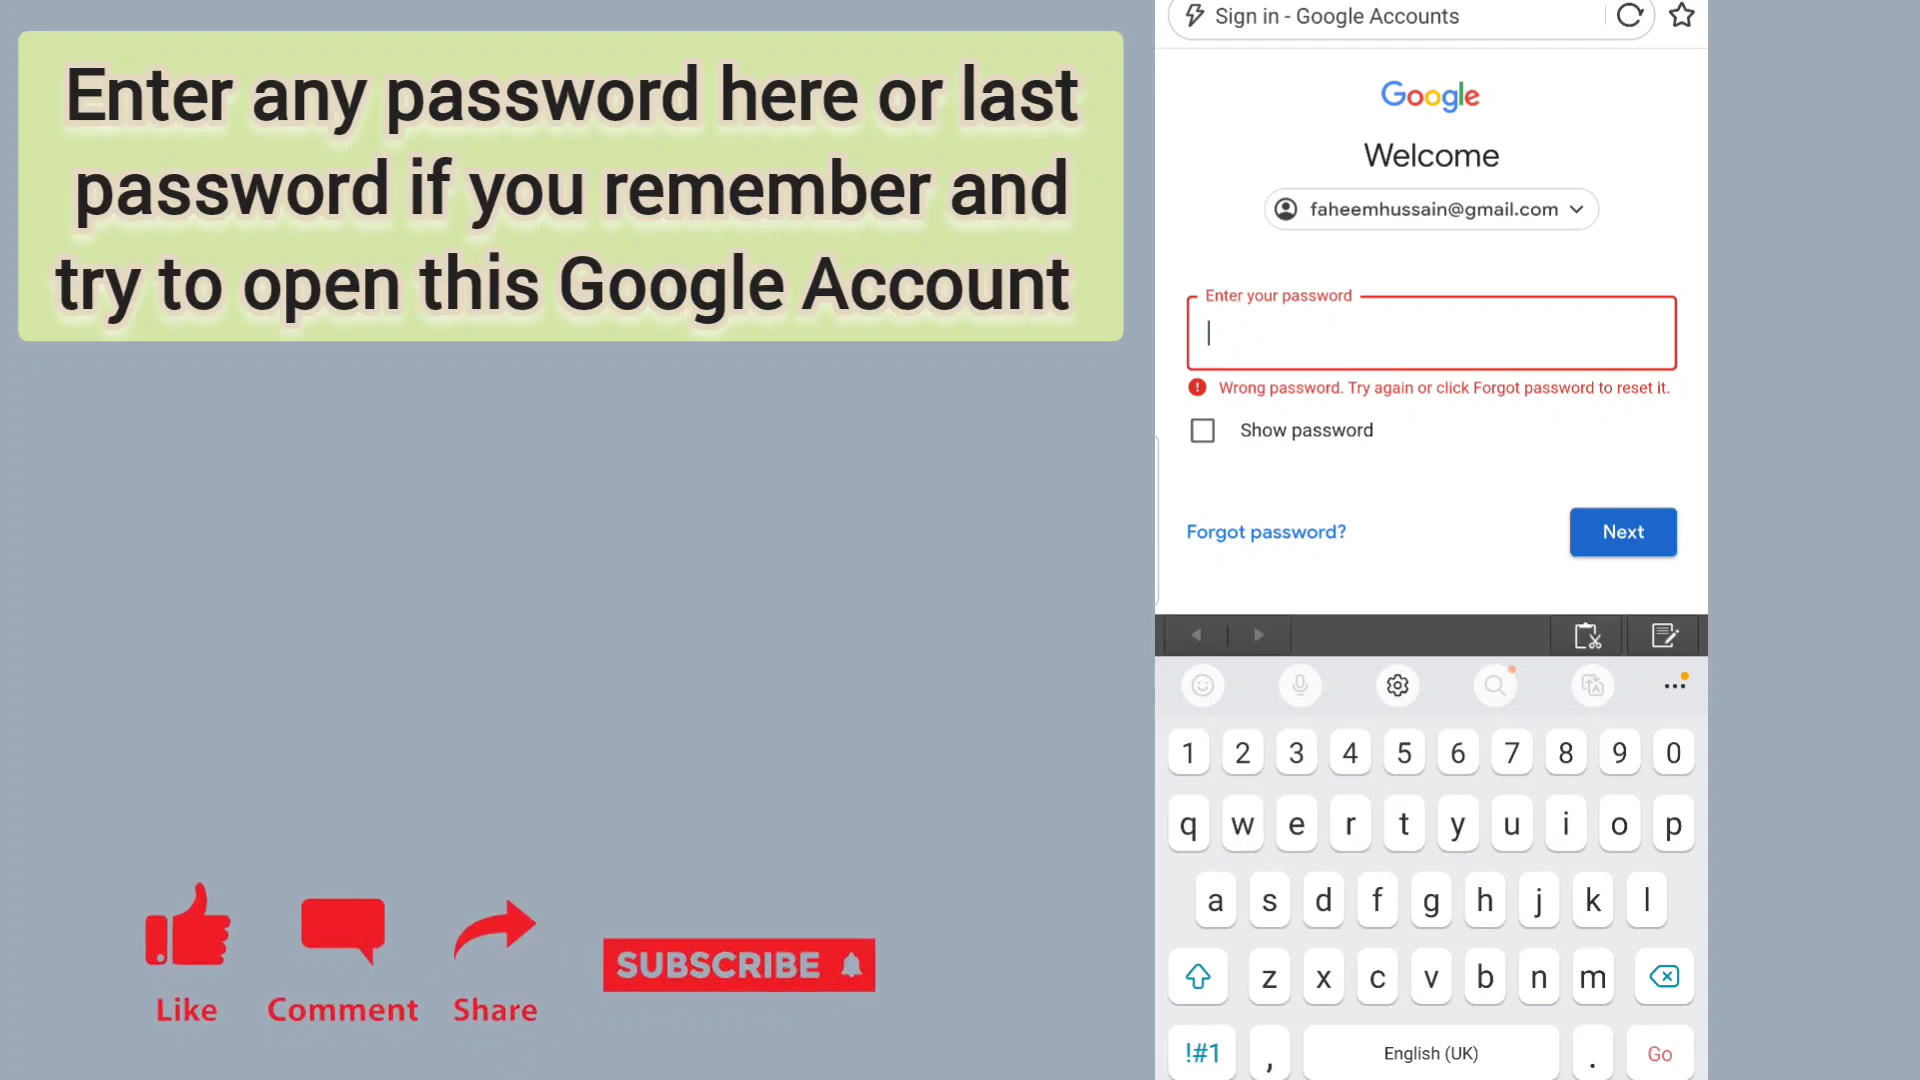 Enter any password here or last
password if you remember and
try to open this Google Account
Like
Comment
Share
SUBSCRIBE
Sign in - Google Accounts
Google
Welcome
faheemhussain@gmail.com
Enter your password
Wrong password. Try again or click Forgot password to reset it.
Show password
Forgot password?
Next
1 2 3 4 5 6 7 8 9 0
q w e r t y u i o p
a s d f g h j k l
z x c v b n m
!#1 , English (UK) . Go